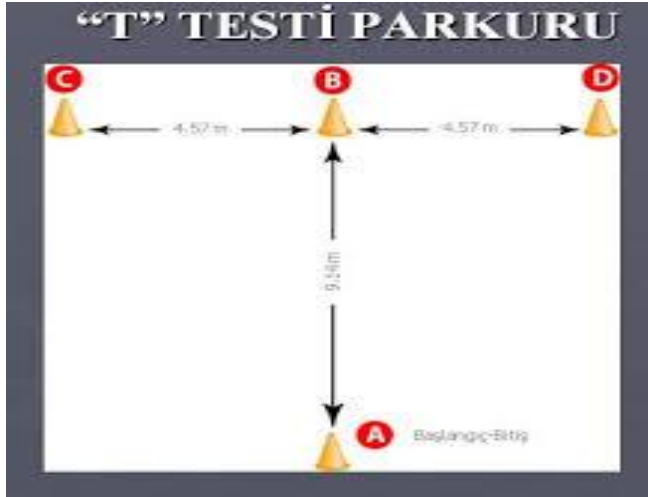 “T” TESTİ PARKURU
C B D
4.57 m 4.57 m
9.14m
A Başlangıç-Bitiş